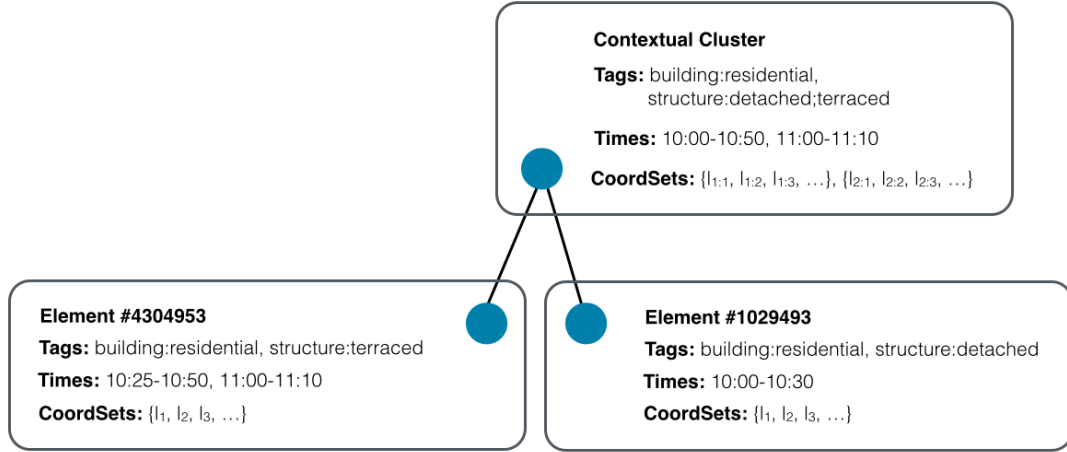 Contextual Cluster
Tags: building:residential,
structure:detached;terraced
Times: 10:00-10:50, 11:00-11:10
CoordSets: {l1:1, l1:2, l1:3, …}, {l2:1, l2:2, l2:3, …}
Element #4304953
Tags: building:residential, structure:terraced
Times: 10:25-10:50, 11:00-11:10
CoordSets: {l1, l2, l3, …}
Element #1029493
Tags: building:residential, structure:detached
Times: 10:00-10:30
CoordSets: {l1, l2, l3, …}